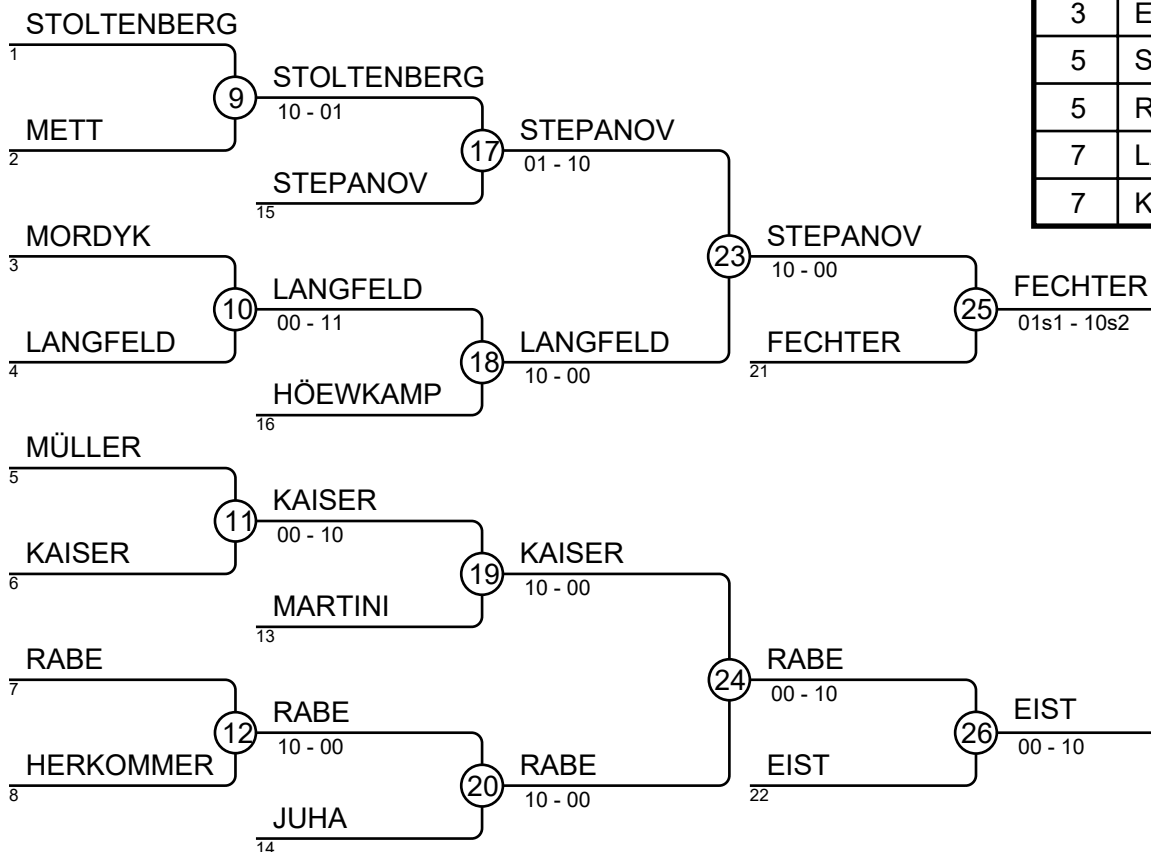 STOLTENBERG
1
9
STOLTENBERG
10 - 01
METT
2
17
STEPANOV
01 - 10
STEPANOV
15
MORDYK
3
23
STEPANOV
10 - 00
10
LANGFELD
00 - 11
LANGFELD
4
18
LANGFELD
10 - 00
HÖEWKAMP
16
25
FECHTER
01s1 - 10s2
FECHTER
21
MÜLLER
5
11
KAISER
00 - 10
KAISER
6
19
KAISER
10 - 00
MARTINI
13
RABE
7
24
RABE
00 - 10
12
RABE
10 - 00
HERKOMMER
8
20
RABE
10 - 00
JUHA
14
26
EIST
00 - 10
EIST
22
3 E
5 S
5 R
7
7 K